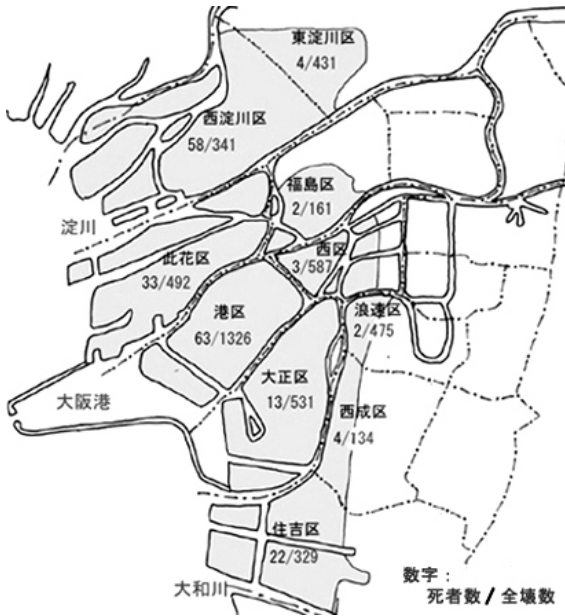 東淀川区
4/431
西淀川区
58/341
福島区
2/161
淀川
西区
3/587
此花区
33/492
港区
63/1326
浪速区
2/475
大正区
13/531
大阪港
西成区
4/134
住吉区
22/329
大和川
数字：
死者数/全壊数